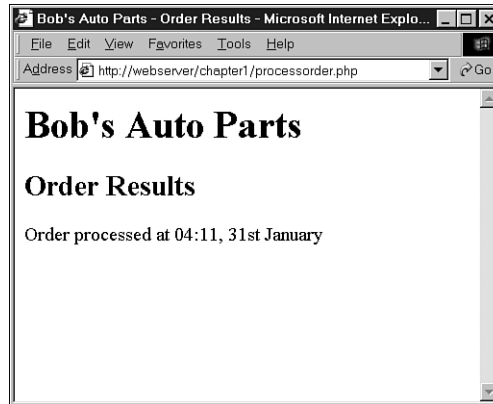 Bob's Auto Parts - Order Results - Microsoft Internet Explo...
File Edit View Favorites Tools Help
Address http://webserver/chapter1/processorder.php Go
Bob's Auto Parts
Order Results
Order processed at 04:11, 31st January